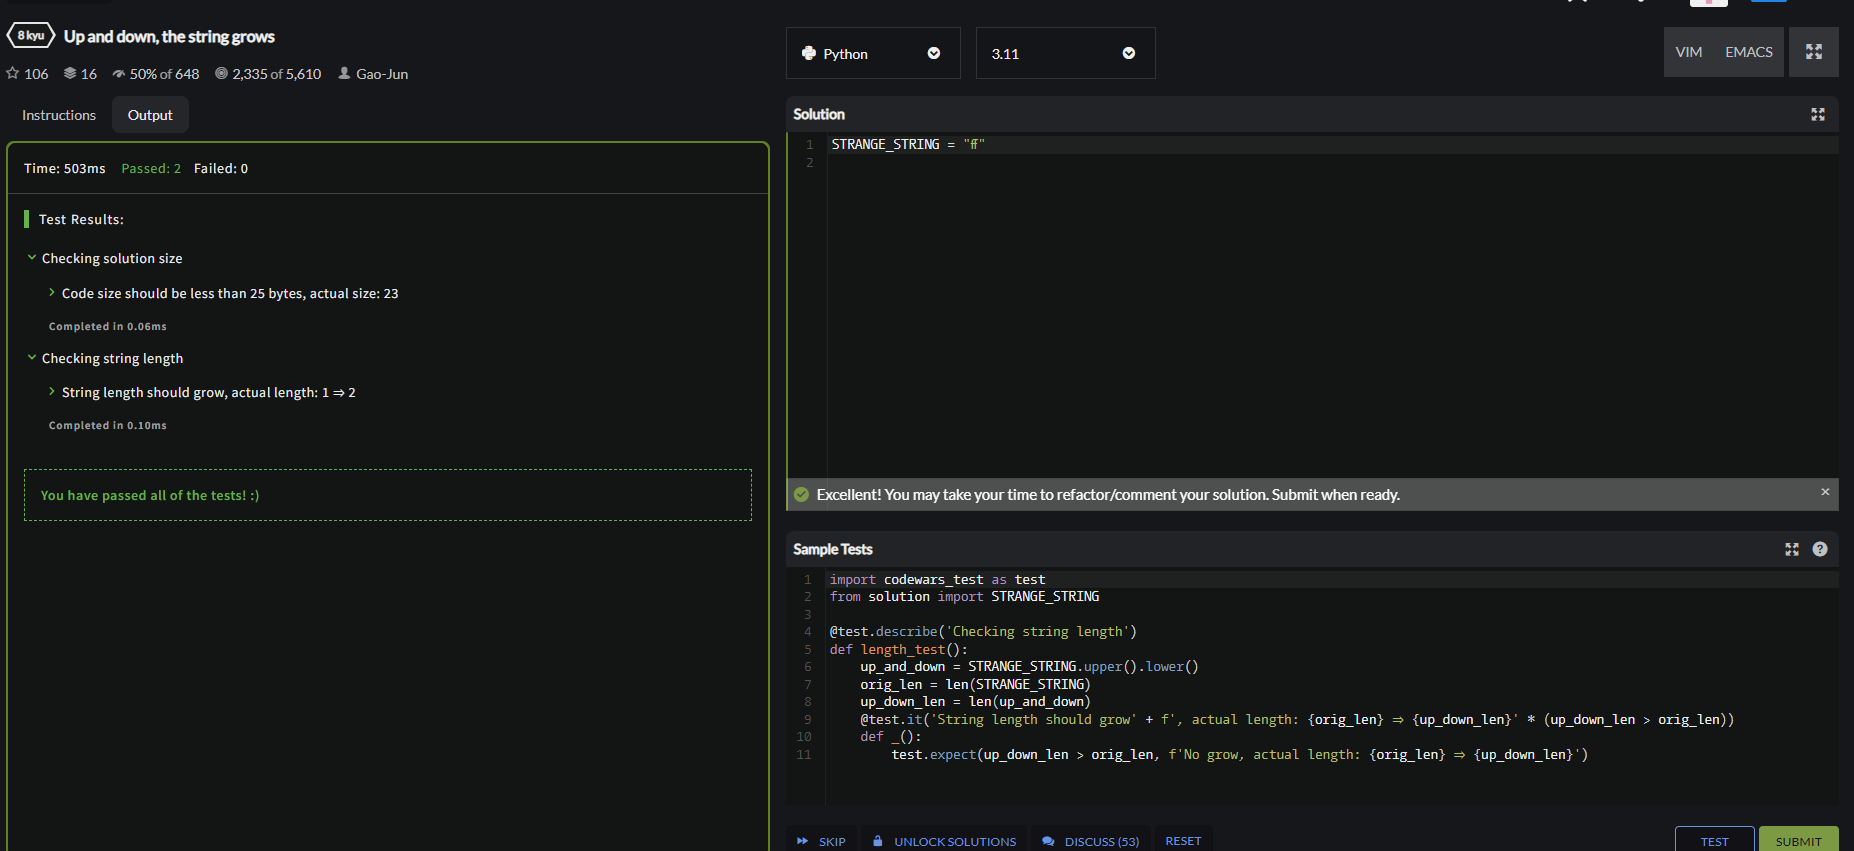 8 kyu Up and down, the string grows
106 16 50% of 648 2,335 of 5,610 Gao-Jun
Instructions Output
Time: 503ms Passed: 2 Failed: 0
Test Results:
Checking solution size
Code size should be less than 25 bytes, actual size: 23
Completed in 0.06ms
Checking string length
String length should grow, actual length: 1 ⇒ 2
Completed in 0.10ms
You have passed all of the tests! :)
Python 3.11 VIM EMACS
Solution
1 STRANGE_STRING = "ff"
2
Excellent! You may take your time to refactor/comment your solution. Submit when ready. ×
Sample Tests ?
1 import codewars_test as test
2 from solution import STRANGE_STRING
3
4 @test.describe('Checking string length')
5 def length_test():
6 up_and_down = STRANGE_STRING.upper().lower()
7 orig_len = len(STRANGE_STRING)
8 up_down_len = len(up_and_down)
9 @test.it('String length should grow' + f', actual length: {orig_len} ⇒ {up_down_len}' * (up_down_len > orig_len))
10 def _():
11 test.expect(up_down_len > orig_len, f'No grow, actual length: {orig_len} ⇒ {up_down_len}')
SKIP UNLOCK SOLUTIONS DISCUSS (53) RESET TEST SUBMIT